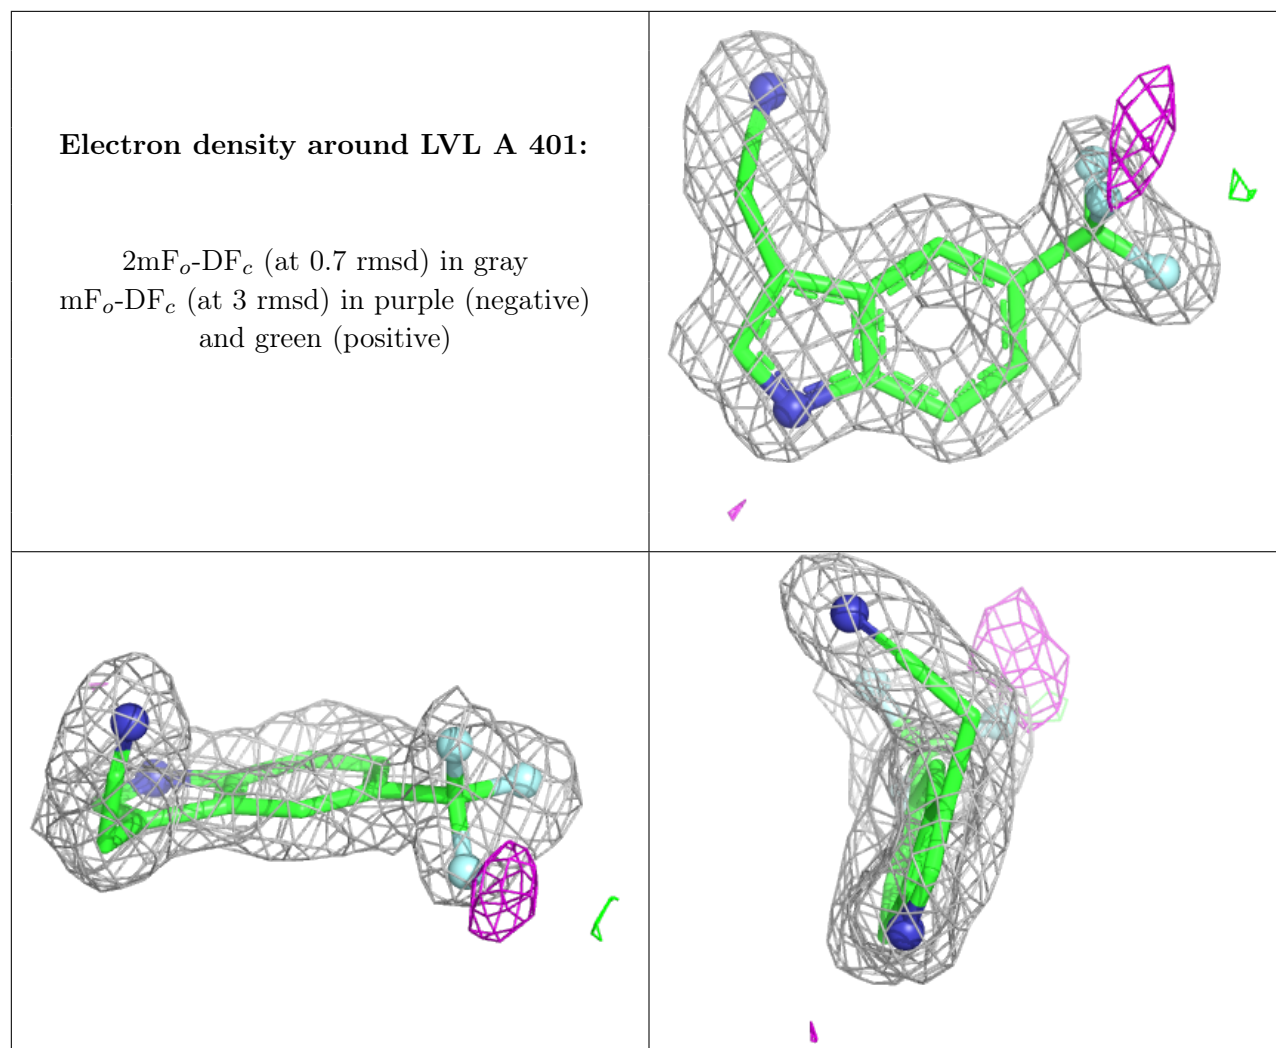 Electron density around LVL A 401:
2mFo-DFc (at 0.7 rmsd) in gray
mFo-DFc (at 3 rmsd) in purple (negative)
and green (positive)